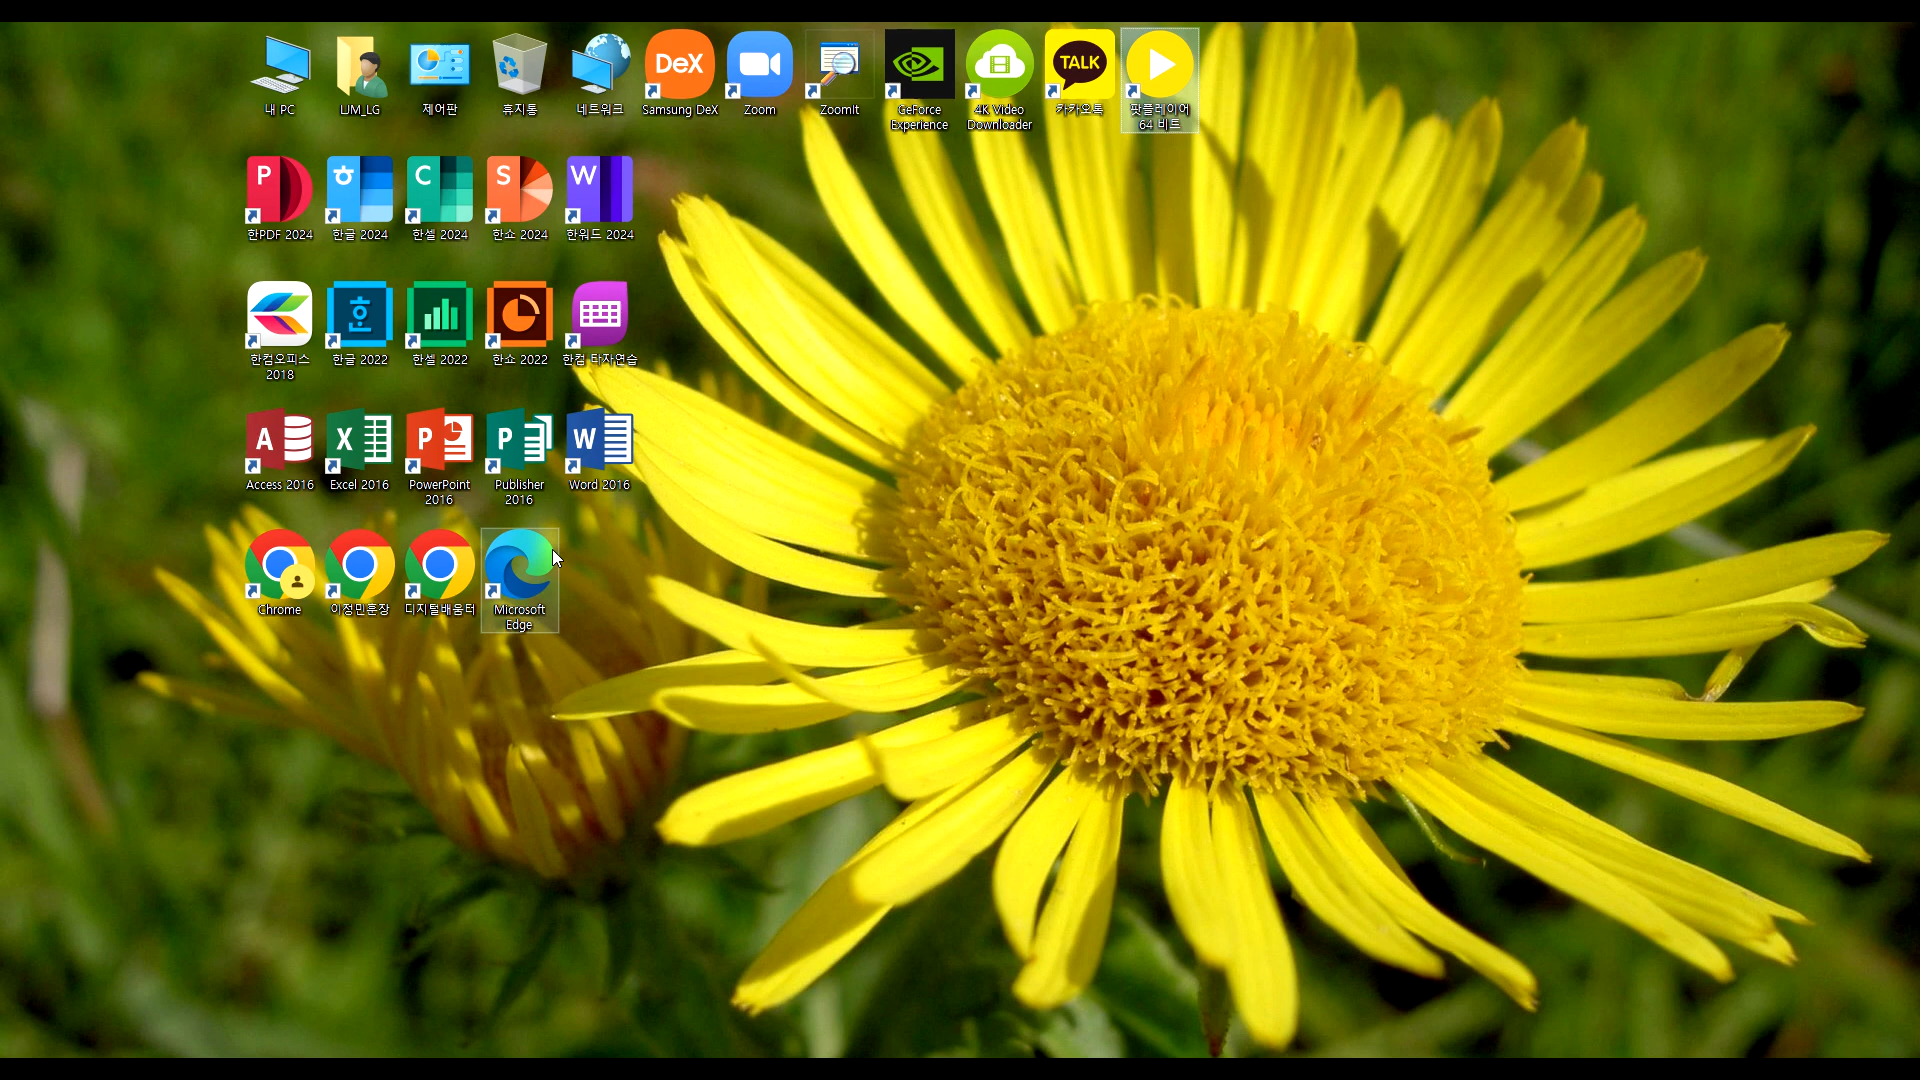 내 PC
LJM_LG
제어판
휴지통
네트워크
DeX
Samsung DeX
Zoom
ZoomIt
GeForce
Experience
4K Video
Downloader
TALK
카카오톡
팟플레이어
64 비트
P
한PDF 2024
ㅎ
한글 2024
C
한셀 2024
S
한쇼 2024
W
한워드 2024
한컴오피스
2018
호
한글 2022
한셀 2022
한쇼 2022
한컴 타자연습
A
Access 2016
X
Excel 2016
P
PowerPoint
2016
P
Publisher
2016
W
Word 2016
Chrome
이정민훈장
디지털배움터
Microsoft
Edge